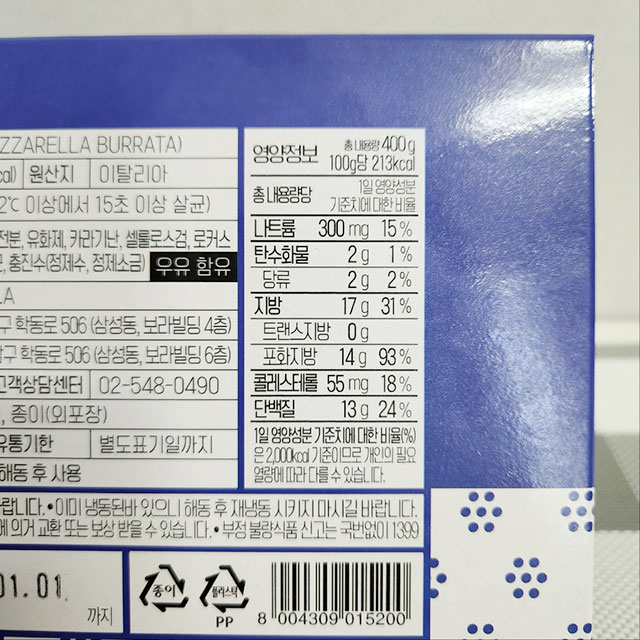 ZZARELLA BURRATA)
cal) 원산지 이탈리아
2℃ 이상에서 15초 이상 살균)
전분, 유화제, 카라기난, 셀룰로스검, 로커스
, 충진수(정제수, 정제소금) 우유 함유
LA
구 학동로 506 (삼성동, 보라빌딩 4층)
남구 학동로 506 (삼성동, 보라빌딩 6층)
고객상담센터 02-548-0490
, 종이(외포장)
유통기한 별도표기일까지
해동 후 사용
영양정보 총 내용량 400 g
100g당 213kcal
총 내용량당 1일 영양성분
기준치에 대한 비율
나트륨 300 mg 15 %
탄수화물 2 g 1 %
당류 2 g 2 %
지방 17 g 31 %
트랜스지방 0 g
포화지방 14 g 93 %
콜레스테롤 55 mg 18 %
단백질 13 g 24 %
1일 영양성분 기준치에 대한 비율(%)
은 2,000kcal 기준이므로 개인의 필요
열량에 따라 다를 수 있습니다.
바랍니다. • 이미 냉동된바 있으니 해동 후 재냉동 시키지 마시길 바랍니다.
에 의거 교환 또는 보상 받을 수 있습니다. • 부정 불량식품 신고는 국번없이 1399
01.01.
까지
종이
플라스틱
PP
8 004309 015200